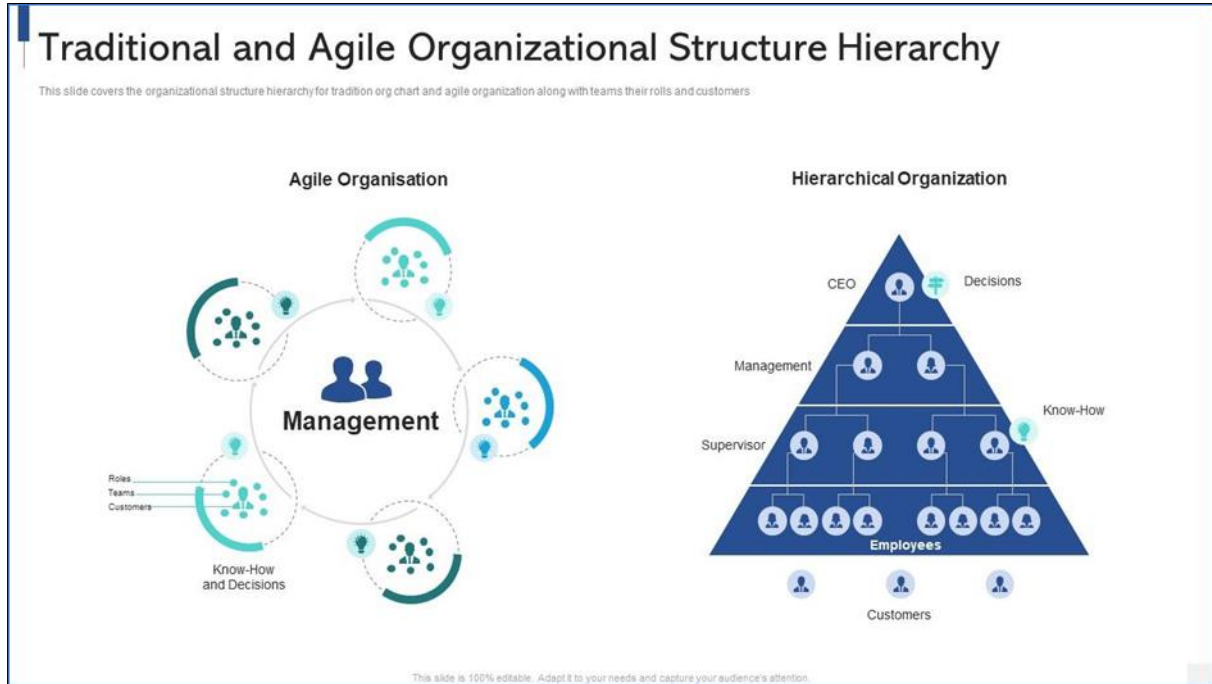 Traditional and Agile Organizational Structure Hierarchy
This slide covers the organizational structure hierarchy for tradition org chart and agile organization along with teams their rolls and customers
Agile Organisation
Management
Roles
Teams
Customers
Know-How
and Decisions
Hierarchical Organization
CEO
Decisions
Management
Know-How
Supervisor
Employees
Customers
This slide is 100% editable. Adapt it to your needs and capture your audience's attention.